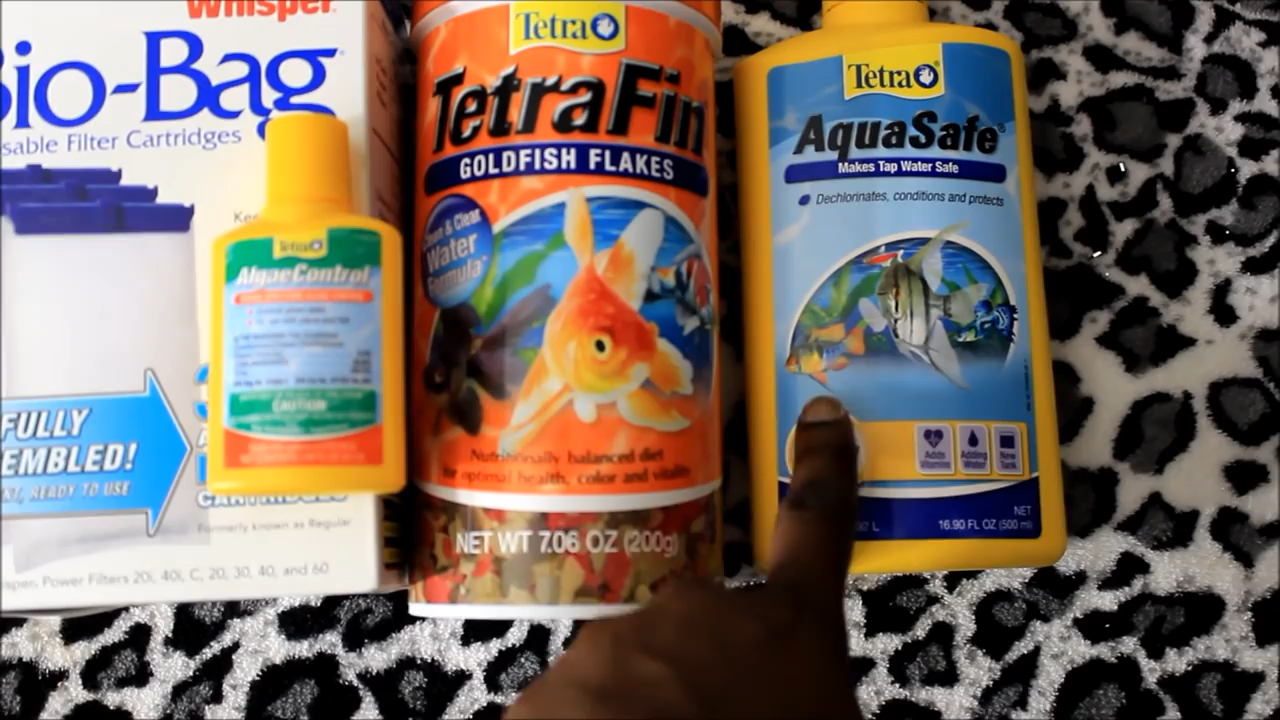 Whisper
Bio-Bag
sable Filter Cartridges
Kee
FULLY
EMBLED!
NT, READY TO USE
CARTRIDGES
Formerly known as Regular
sper, Power Filters 20i, 40i, C, 20, 30, 40, and 60
Tetra
AlgaeControl
CAUTION
Tetra
TetraFin
GOLDFISH FLAKES
Clean & Clear
Water
Formula
Nutritionally balanced diet
for optimal health, color and vitality
NET WT 7.06 OZ (200g)
Tetra
AquaSafe
Makes Tap Water Safe
Dechlorinates, conditions and protects
Adds
Vitamins
Adding
Water
New
Tank
NET
L
16.90 FL OZ (500 ml)